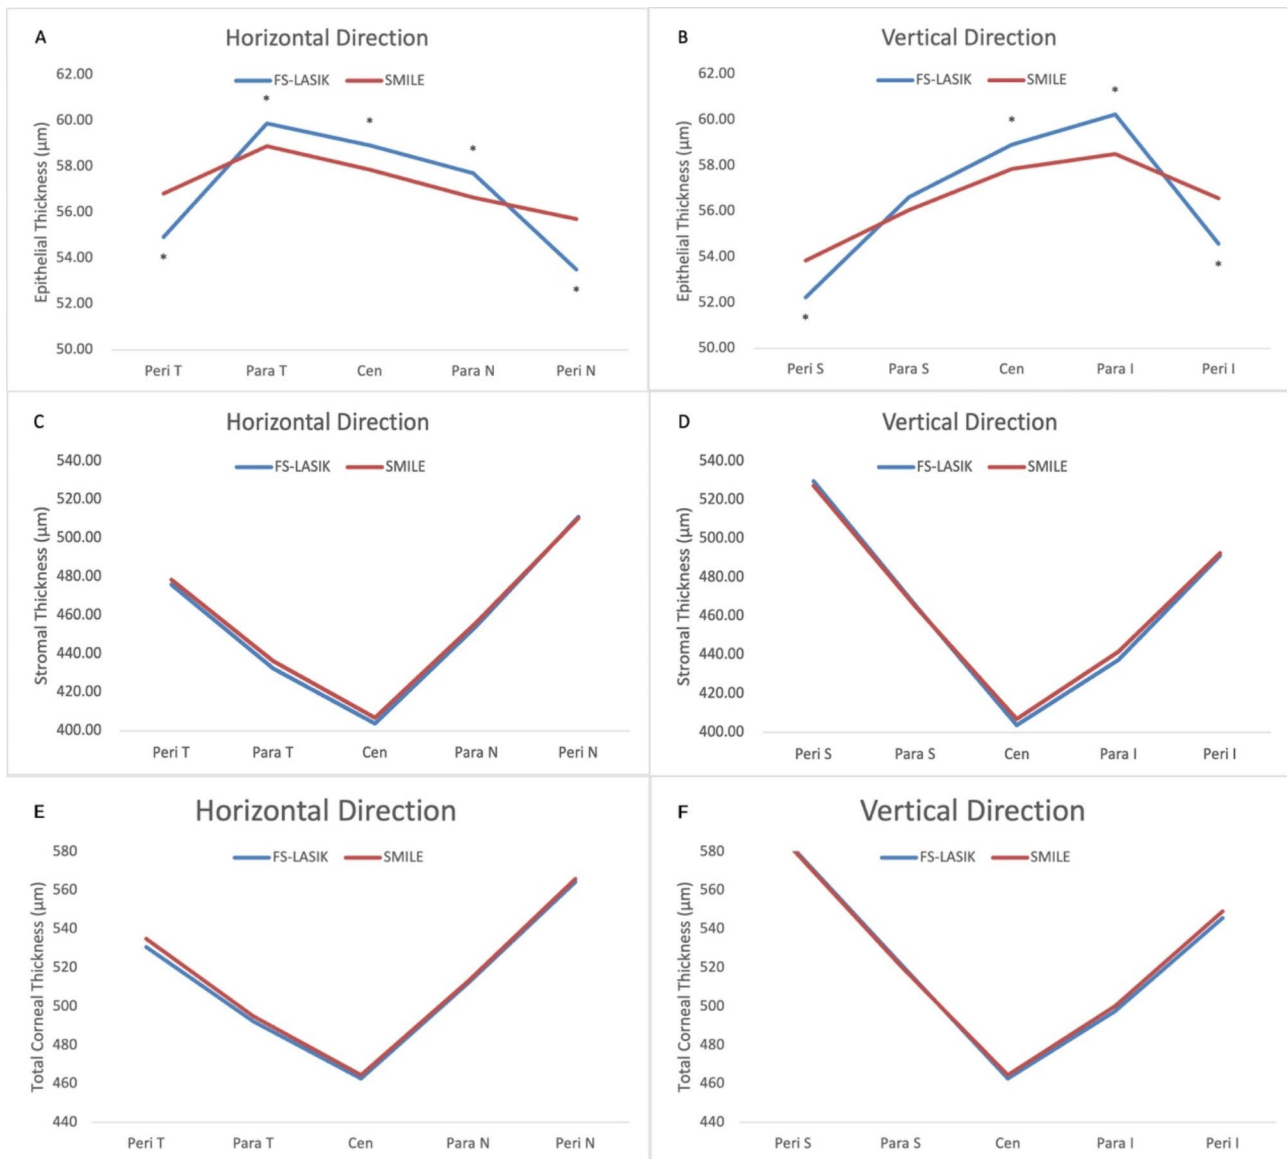 A
Horizontal Direction
FS-LASIK SMILE
Epithelial Thickness (µm)
62.00
60.00
58.00
56.00
54.00
52.00
50.00
* * * * *
Peri T Para T Cen Para N Peri N
B
Vertical Direction
FS-LASIK SMILE
Epithelial Thickness (µm)
62.00
60.00
58.00
56.00
54.00
52.00
50.00
* * * *
Peri S Para S Cen Para I Peri I
C
Horizontal Direction
FS-LASIK SMILE
Stromal Thickness (µm)
540.00
520.00
500.00
480.00
460.00
440.00
420.00
400.00
Peri T Para T Cen Para N Peri N
D
Vertical Direction
FS-LASIK SMILE
Stromal Thickness (µm)
540.00
520.00
500.00
480.00
460.00
440.00
420.00
400.00
Peri S Para S Cen Para I Peri I
E
Horizontal Direction
FS-LASIK SMILE
Total Corneal Thickness (µm)
580
560
540
520
500
480
460
440
Peri T Para T Cen Para N Peri N
F
Vertical Direction
FS-LASIK SMILE
Total Corneal Thickness (µm)
580
560
540
520
500
480
460
440
Peri S Para S Cen Para I Peri I